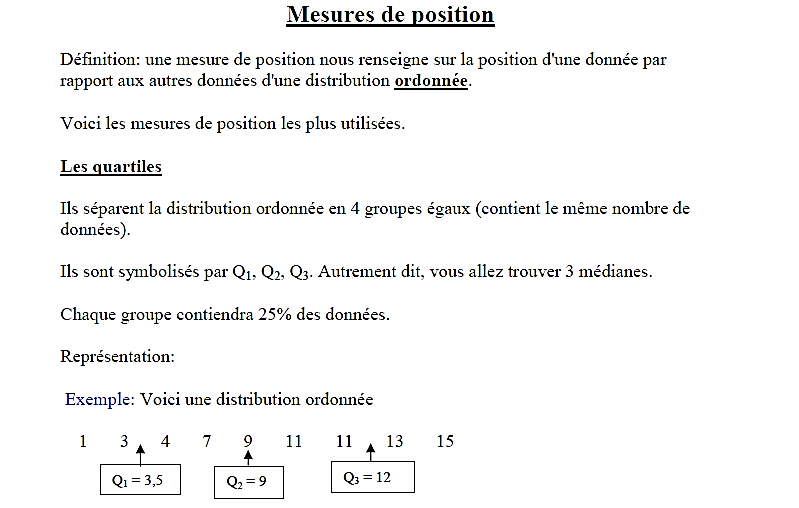 Mesures de position
Définition: une mesure de position nous renseigne sur la position d'une donnée par
rapport aux autres données d'une distribution ordonnée.
Voici les mesures de position les plus utilisées.
Les quartiles
Ils séparent la distribution ordonnée en 4 groupes égaux (contient le même nombre de
données).
Ils sont symbolisés par Q₁, Q₂, Q₃. Autrement dit, vous allez trouver 3 médianes.
Chaque groupe contiendra 25% des données.
Représentation:
Exemple: Voici une distribution ordonnée
1 3 4 7 9 11 11 13 15
Q₁ = 3,5 Q₂ = 9 Q₃ = 12